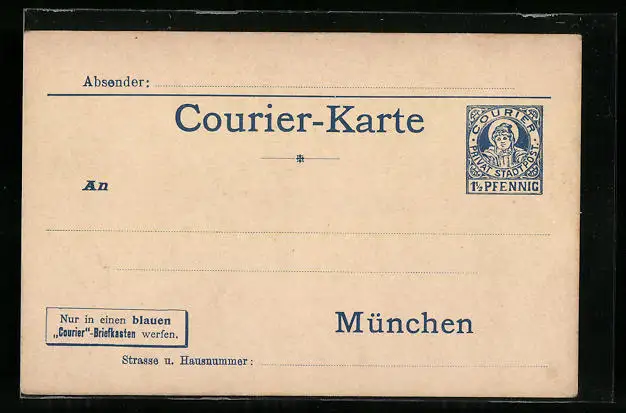 Absender:
Courier-Karte
COURIER
PRIVAT STADTPOST.
1½ PFENNIG
An
Nur in einen blauen
„Courier"-Briefkasten werfen.
München
Strasse u. Hausnummer: